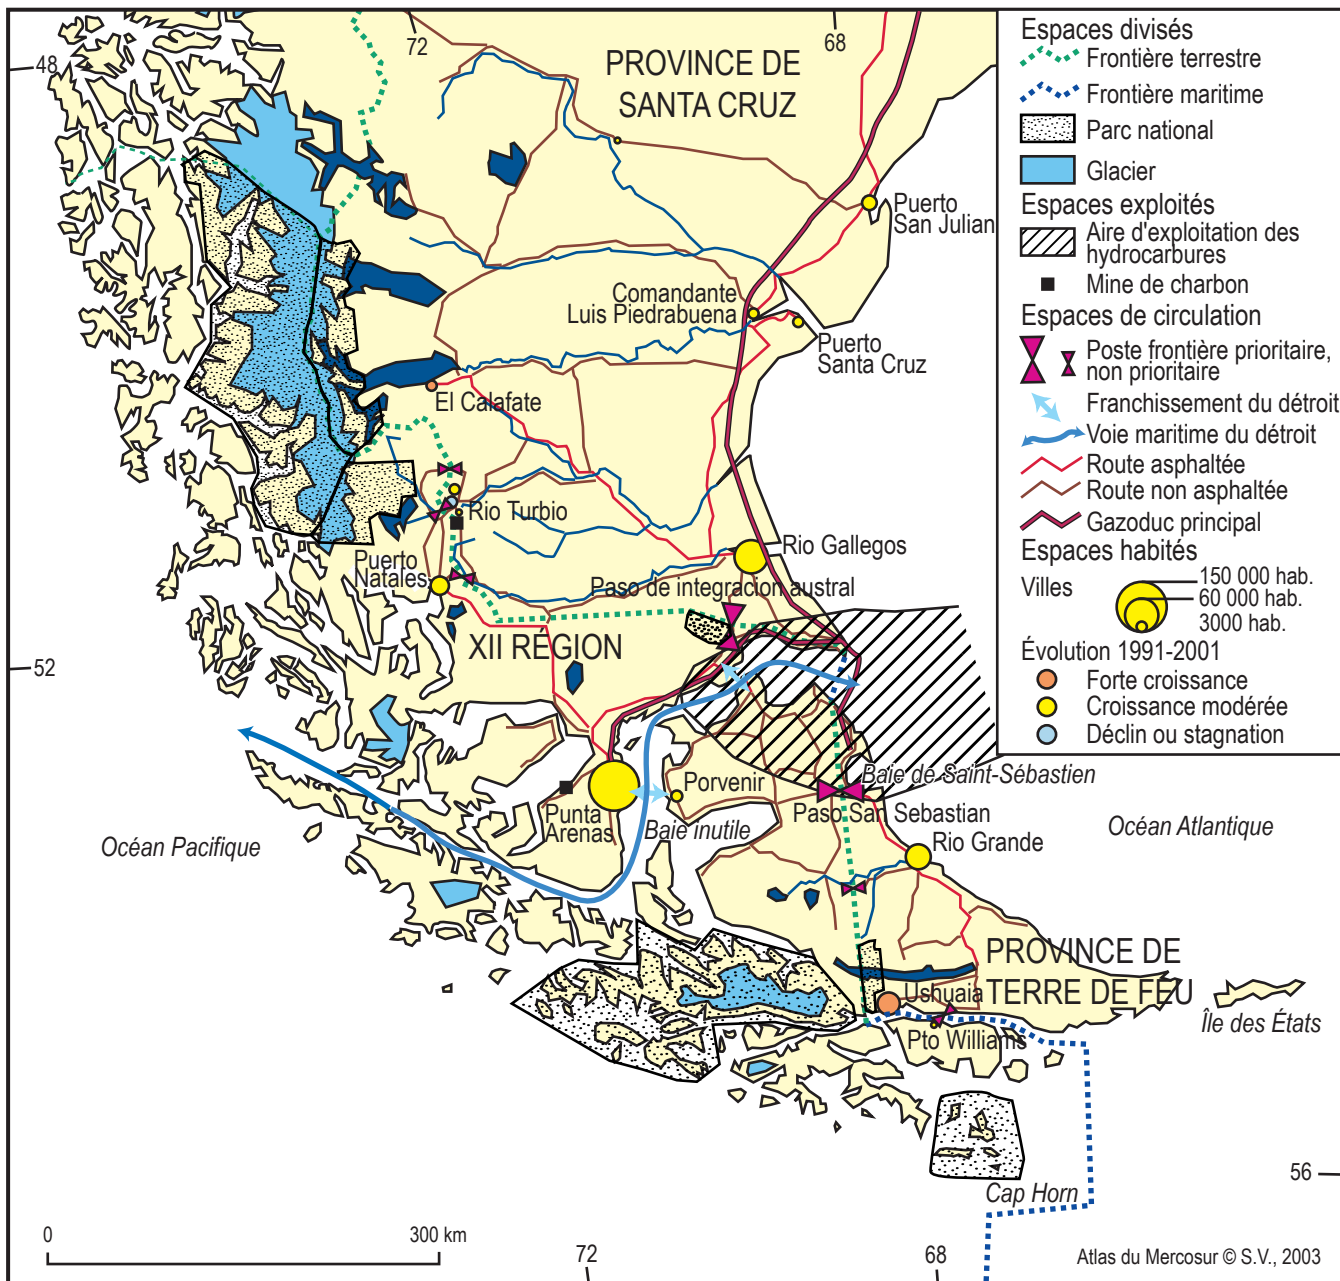 72
68
48
PROVINCE DE
SANTA CRUZ
Puerto
San Julian
Comandante
Luis Piedrabuena
Puerto
Santa Cruz
El Calafate
Rio Turbio
Rio Gallegos
Puerto
Natales
Paso de integracion austral
XII RÉGION
52
Baie de Saint-Sébastien
Porvenir
Punta
Arenas
Baie inutile
Paso San Sebastian
Rio Grande
Océan Pacifique
Océan Atlantique
PROVINCE DE
TERRE DE FEU
Ushuaia
Île des États
Pto Williams
56
Cap Horn
0
300 km
72
68
Atlas du Mercosur © S.V., 2003
Espaces divisés
Frontière terrestre
Frontière maritime
Parc national
Glacier
Espaces exploités
Aire d'exploitation des
hydrocarbures
Mine de charbon
Espaces de circulation
Poste frontière prioritaire,
non prioritaire
Franchissement du détroit
Voie maritime du détroit
Route asphaltée
Route non asphaltée
Gazoduc principal
Espaces habités
Villes
150 000 hab.
60 000 hab.
3000 hab.
Évolution 1991-2001
Forte croissance
Croissance modérée
Déclin ou stagnation